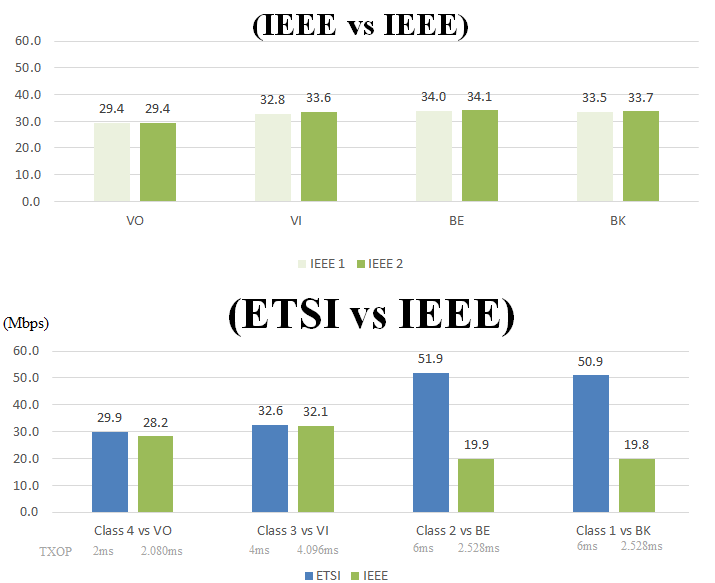 (IEEE vs IEEE)
60.0
50.0
40.0
30.0
20.0
10.0
0.0
29.4 29.4 32.8 33.6 34.0 34.1 33.5 33.7
VO VI BE BK
IEEE 1 IEEE 2
(ETSI vs IEEE)
(Mbps)
60.0
50.0
40.0
30.0
20.0
10.0
0.0
29.9 28.2 32.6 32.1 51.9 19.9 50.9 19.8
Class 4 vs VO Class 3 vs VI Class 2 vs BE Class 1 vs BK
TXOP 2ms 2.080ms 4ms 4.096ms 6ms 2.528ms 6ms 2.528ms
ETSI IEEE